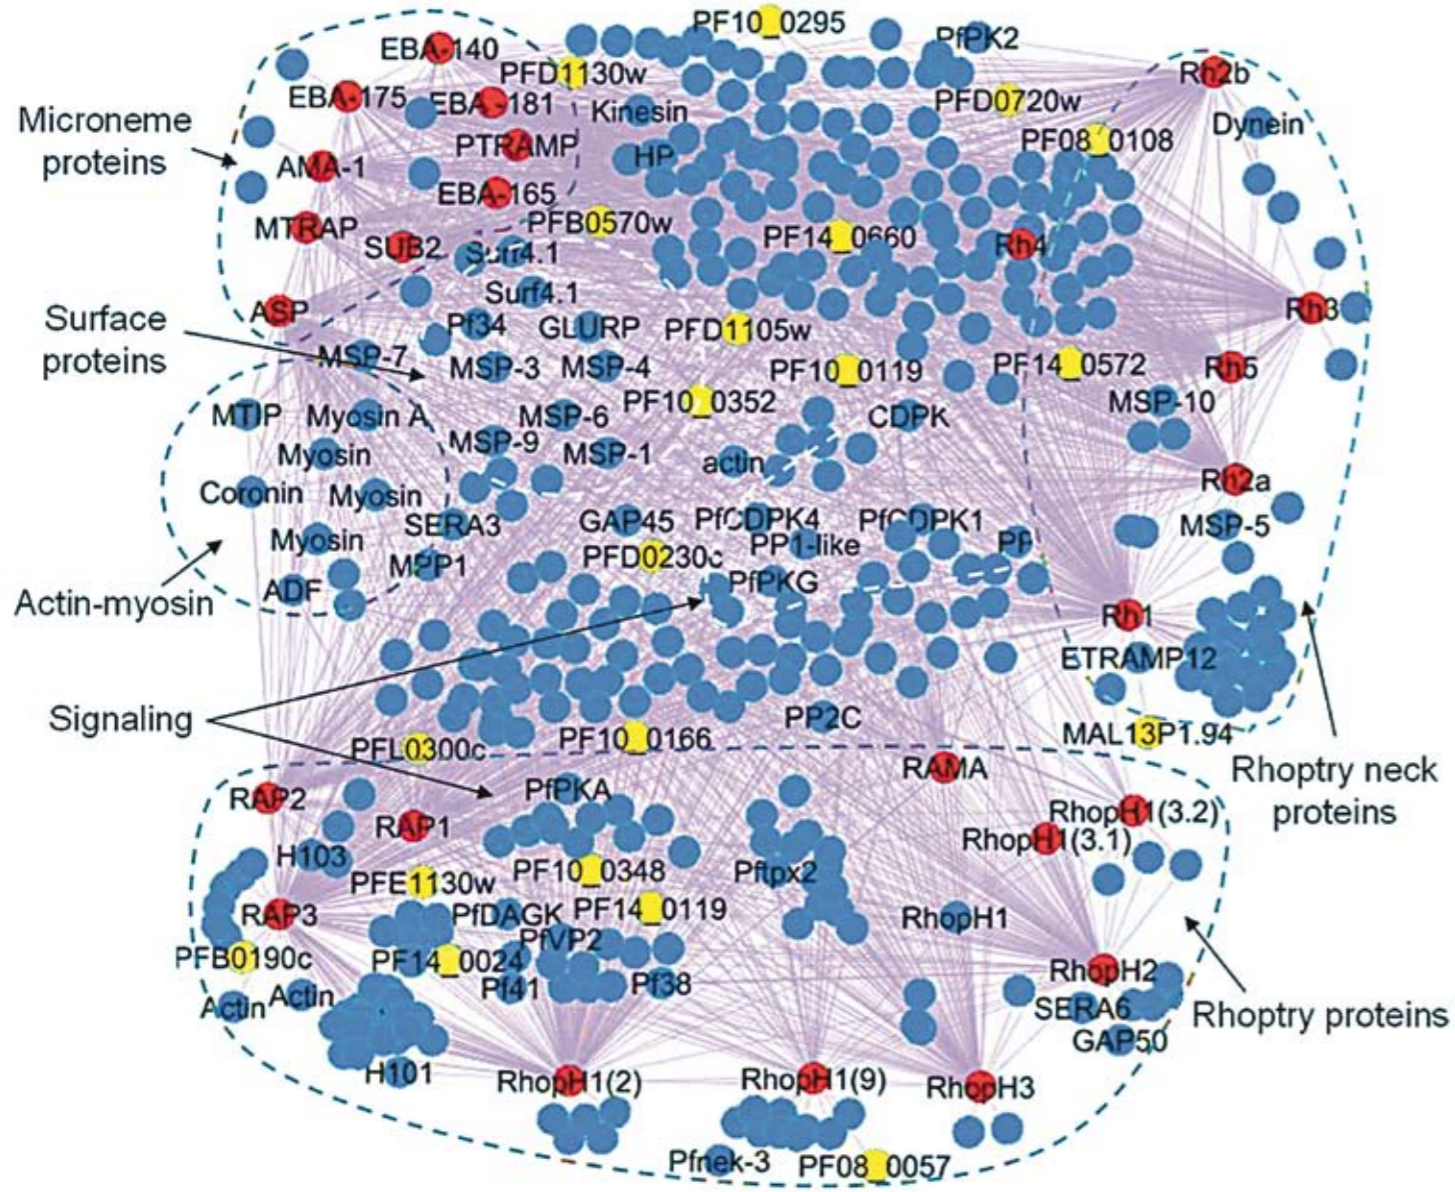 PF10_0295
EBA-140
PfPK2
PFD1130w
Rh2b
EBA-175
EBA-181
Kinesin
PFD0720w
Microneme
proteins
Dynein
PF08_0108
PTRAMP
AMA-1
HP
EBA-165
MTRAP
PFB0570w
SUB2
PF14_0660
Rh4
Surf4.1
Surf4.1
ASP
Rh3
Surface
proteins
Pf34
GLURP
PFD1105w
MSP-7
MSP-3
MSP-4
PF10_0119
PF14_0572
Rh5
PF10_0352
MSP-10
MTIP
Myosin A
MSP-6
CDPK
MSP-9
Myosin
MSP-1
actin
Rh2a
Coronin
Myosin
SERA3
GAP45
PfCDPK4
PfCDPK1
MSP-5
Myosin
PP1-like
PP
PFD0230c
MPP1
PfPKG
ADF
Actin-myosin
Rh1
ETRAMP12
Signaling
PP2C
PFL0300c
PF10_0166
MAL13P1.94
Rhoptry neck
proteins
RAMA
RAP2
PfPKA
RhopH1(3.2)
RAP1
RhopH1(3.1)
H103
PFE1130w
PF10_0348
Pftpx2
RAP3
PfDAGK
PF14_0119
RhopH1
PfVP2
PFB0190c
PF14_0024
RhopH2
Pf41
Pf38
Actin
Actin
SERA6
Rhoptry proteins
GAP50
H101
RhopH1(2)
RhopH1(9)
RhopH3
Pfnek-3
PF08_0057